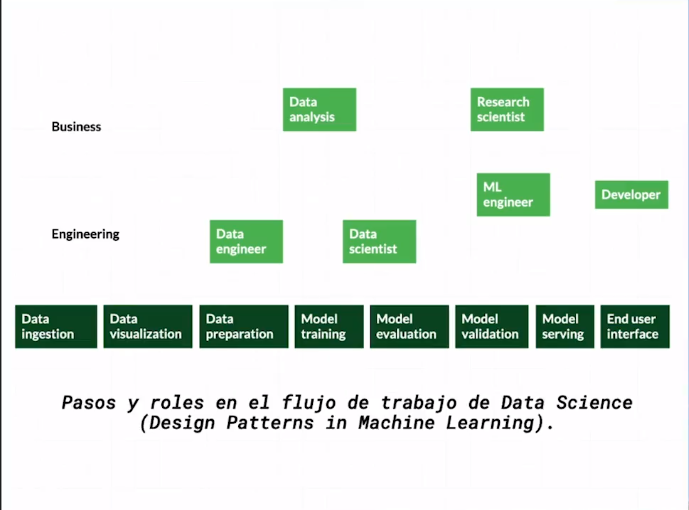 Data
analysis
Research
scientist
Business
ML
engineer
Developer
Engineering
Data
engineer
Data
scientist
Data
ingestion
Data
visualization
Data
preparation
Model
training
Model
evaluation
Model
validation
Model
serving
End user
interface
Pasos y roles en el flujo de trabajo de Data Science
(Design Patterns in Machine Learning).